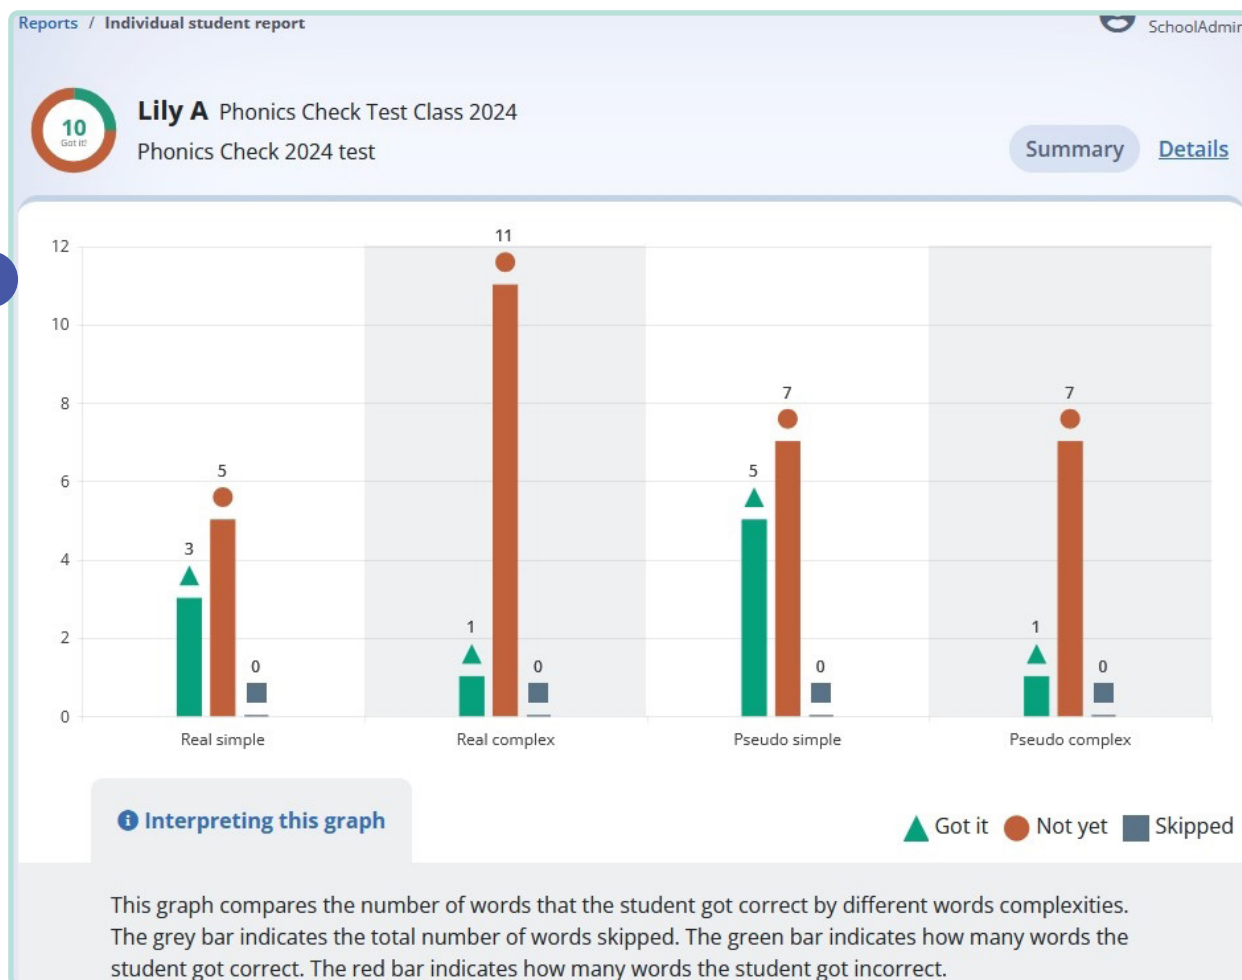 Reports / Individual student report
SchoolAdmin
10
Got it!
Lily A Phonics Check Test Class 2024
Phonics Check 2024 test
Summary Details
12
10
8
6
4
2
0
3
5
0
1
11
0
5
7
0
1
7
0
Real simple Real complex Pseudo simple Pseudo complex
Interpreting this graph
Got it Not yet Skipped
This graph compares the number of words that the student got correct by different words complexities.
The grey bar indicates the total number of words skipped. The green bar indicates how many words the
student got correct. The red bar indicates how many words the student got incorrect.